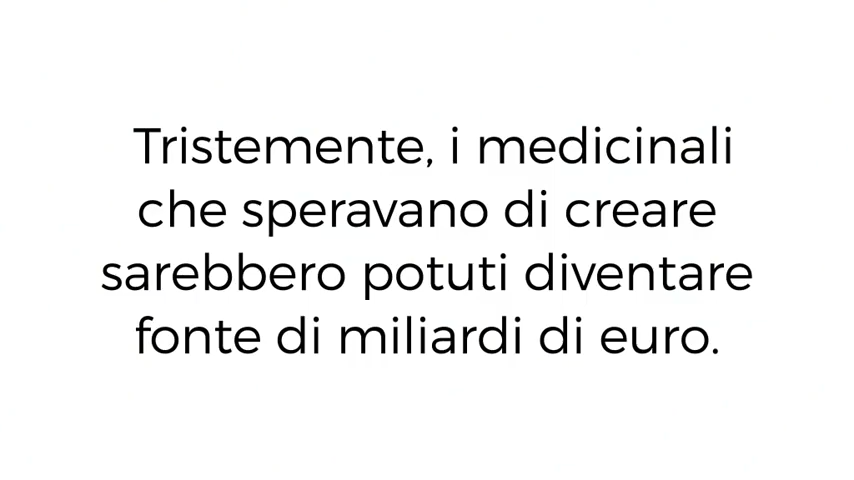 Tristemente, i medicinali
che speravano di creare
sarebbero potuti diventare
fonte di miliardi di euro.